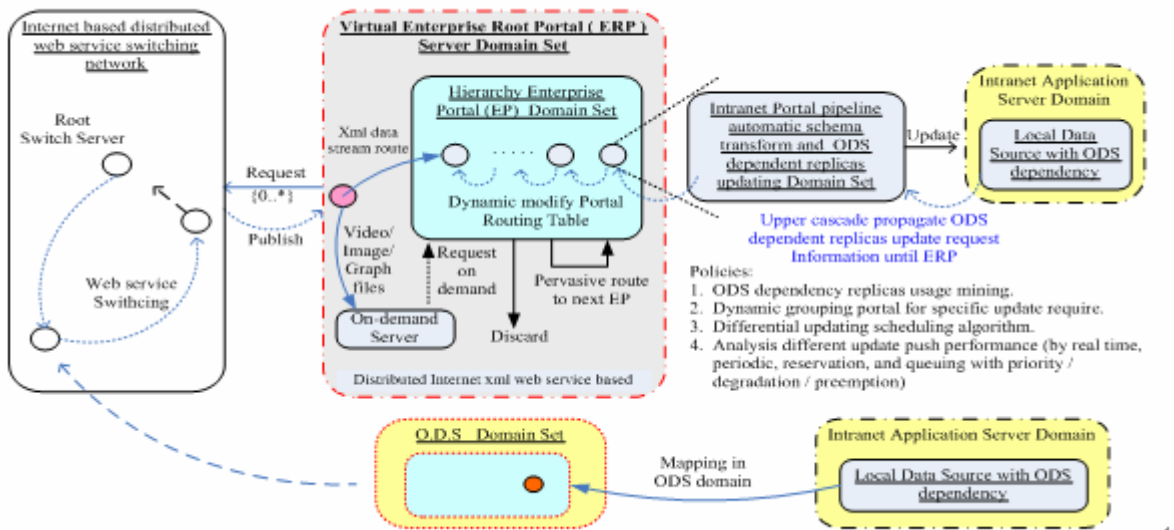 Internet based distributed
web service switching
network
Root
Switch Server
Web service
Swithcing
Request
{0..*}
Publish
Virtual Enterprise Root Portal ( ERP )
Server Domain Set
Xml data
stream route
Hierarchy Enterprise
Portal (EP) Domain Set
. . . . .
Dynamic modify Portal
Routing Table
Video/
Image/
Graph
files
Request
on
demand
Pervasive route
to next EP
On-demand
Server
Discard
Distributed Internet xml web service based
Intranet Portal pipeline
automatic schema
transform and ODS
dependent replicas
updating Domain Set
Update
Intranet Application
Server Domain
Local Data
Source with ODS
dependency
Upper cascade propagate ODS
dependent replicas update request
Information until ERP
Policies:
1. ODS dependency replicas usage mining.
2. Dynamic grouping portal for specific update require.
3. Differential updating scheduling algorithm.
4. Analysis different update push performance (by real time,
periodic, reservation, and queuing with priority /
degradation / preemption)
O.D.S Domain Set
Mapping in
ODS domain
Intranet Application Server Domain
Local Data Source with ODS
dependency